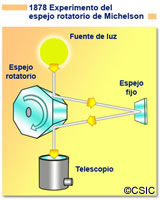 1878 Experimento del
espejo rotatorio de Michelson
Fuente de luz
Espejo
rotatorio
Espejo
fijo
Telescopio
©CSIC